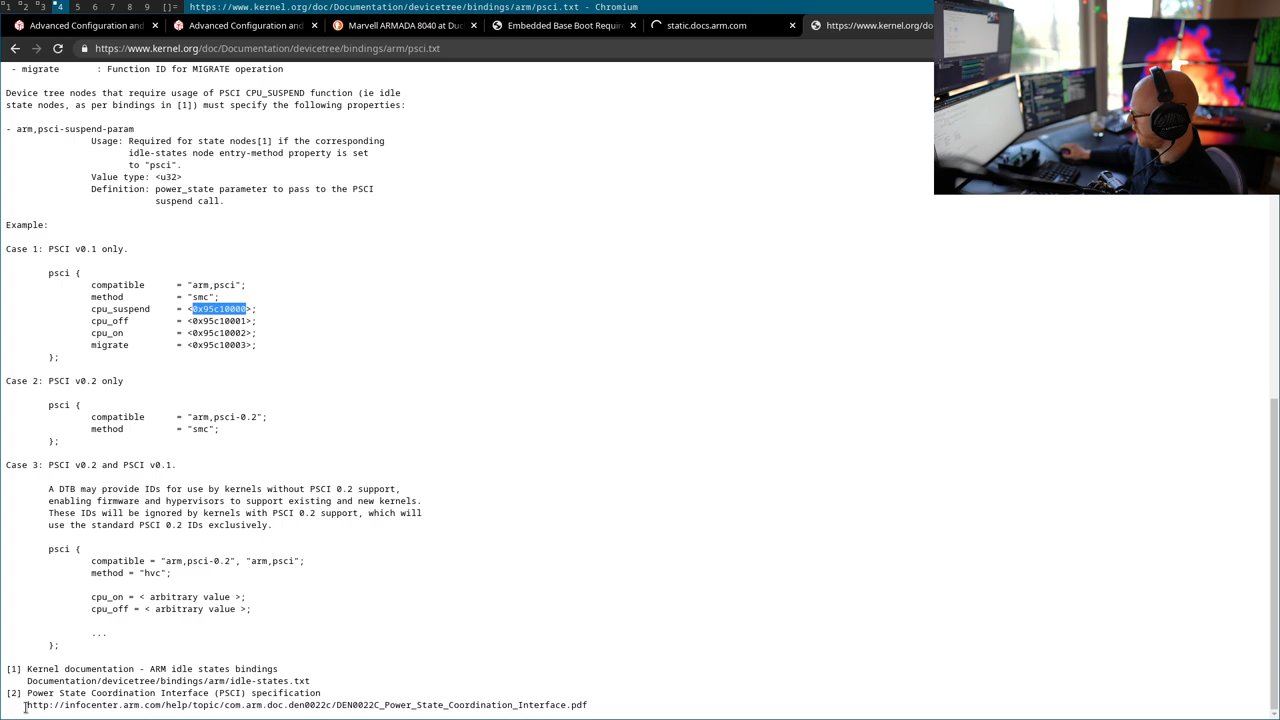 1 2 3 4 5 6 7 8 9 []= https://www.kernel.org/doc/Documentation/devicetree/bindings/arm/psci.txt - Chromium
Advanced Configuration and
Advanced Configuration and
Marvell ARMADA 8040 at Duc
Embedded Base Boot Requir
static.docs.arm.com
https://www.kernel.org/do
https://www.kernel.org/doc/Documentation/devicetree/bindings/arm/psci.txt
- migrate : Function ID for MIGRATE operation
Device tree nodes that require usage of PSCI CPU_SUSPEND function (ie idle
state nodes, as per bindings in [1]) must specify the following properties:
- arm,psci-suspend-param
Usage: Required for state nodes[1] if the corresponding
idle-states node entry-method property is set
to "psci".
Value type: <u32>
Definition: power_state parameter to pass to the PSCI
suspend call.
Example:
Case 1: PSCI v0.1 only.
psci {
compatible = "arm,psci";
method = "smc";
cpu_suspend = <0x95c10000>;
cpu_off = <0x95c10001>;
cpu_on = <0x95c10002>;
migrate = <0x95c10003>;
};
Case 2: PSCI v0.2 only
psci {
compatible = "arm,psci-0.2";
method = "smc";
};
Case 3: PSCI v0.2 and PSCI v0.1.
A DTB may provide IDs for use by kernels without PSCI 0.2 support,
enabling firmware and hypervisors to support existing and new kernels.
These IDs will be ignored by kernels with PSCI 0.2 support, which will
use the standard PSCI 0.2 IDs exclusively.
psci {
compatible = "arm,psci-0.2", "arm,psci";
method = "hvc";
cpu_on = < arbitrary value >;
cpu_off = < arbitrary value >;
...
};
[1] Kernel documentation - ARM idle states bindings
Documentation/devicetree/bindings/arm/idle-states.txt
[2] Power State Coordination Interface (PSCI) specification
http://infocenter.arm.com/help/topic/com.arm.doc.den0022c/DEN0022C_Power_State_Coordination_Interface.pdf